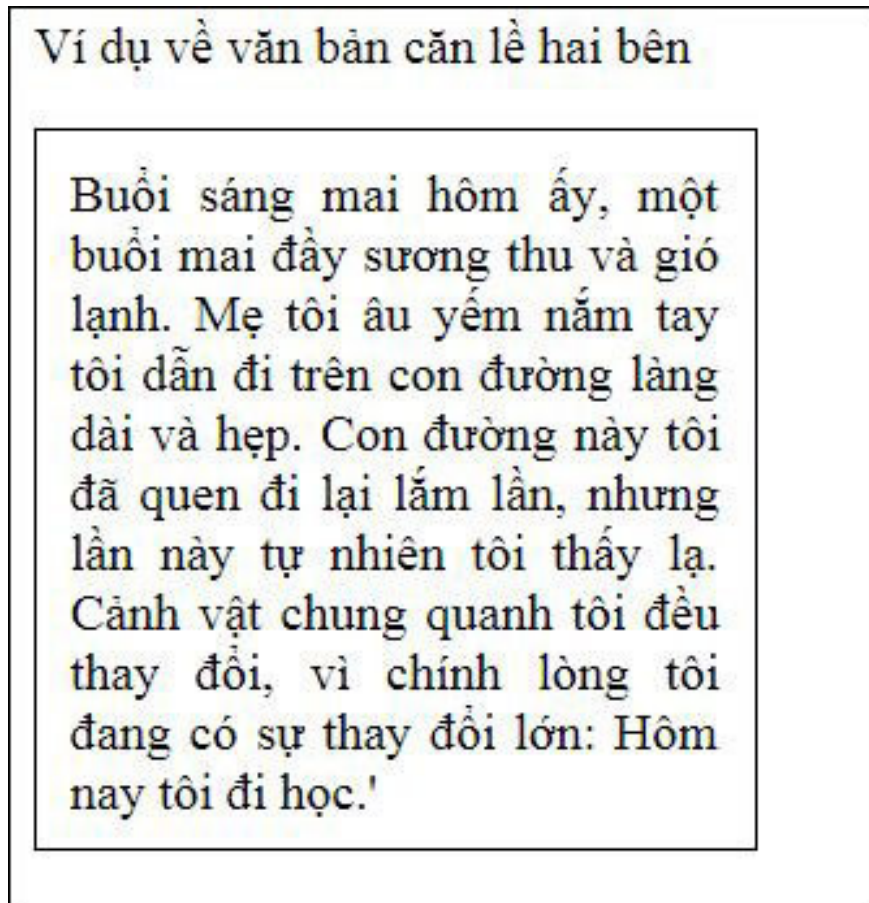 Ví dụ về văn bản căn lề hai bên
Buổi sáng mai hôm ấy, một
buổi mai đầy sương thu và gió
lạnh. Mẹ tôi âu yếm nắm tay
tôi dẫn đi trên con đường làng
dài và hẹp. Con đường này tôi
đã quen đi lại lắm lần, nhưng
lần này tự nhiên tôi thấy lạ.
Cảnh vật chung quanh tôi đều
thay đổi, vì chính lòng tôi
đang có sự thay đổi lớn: Hôm
nay tôi đi học.'